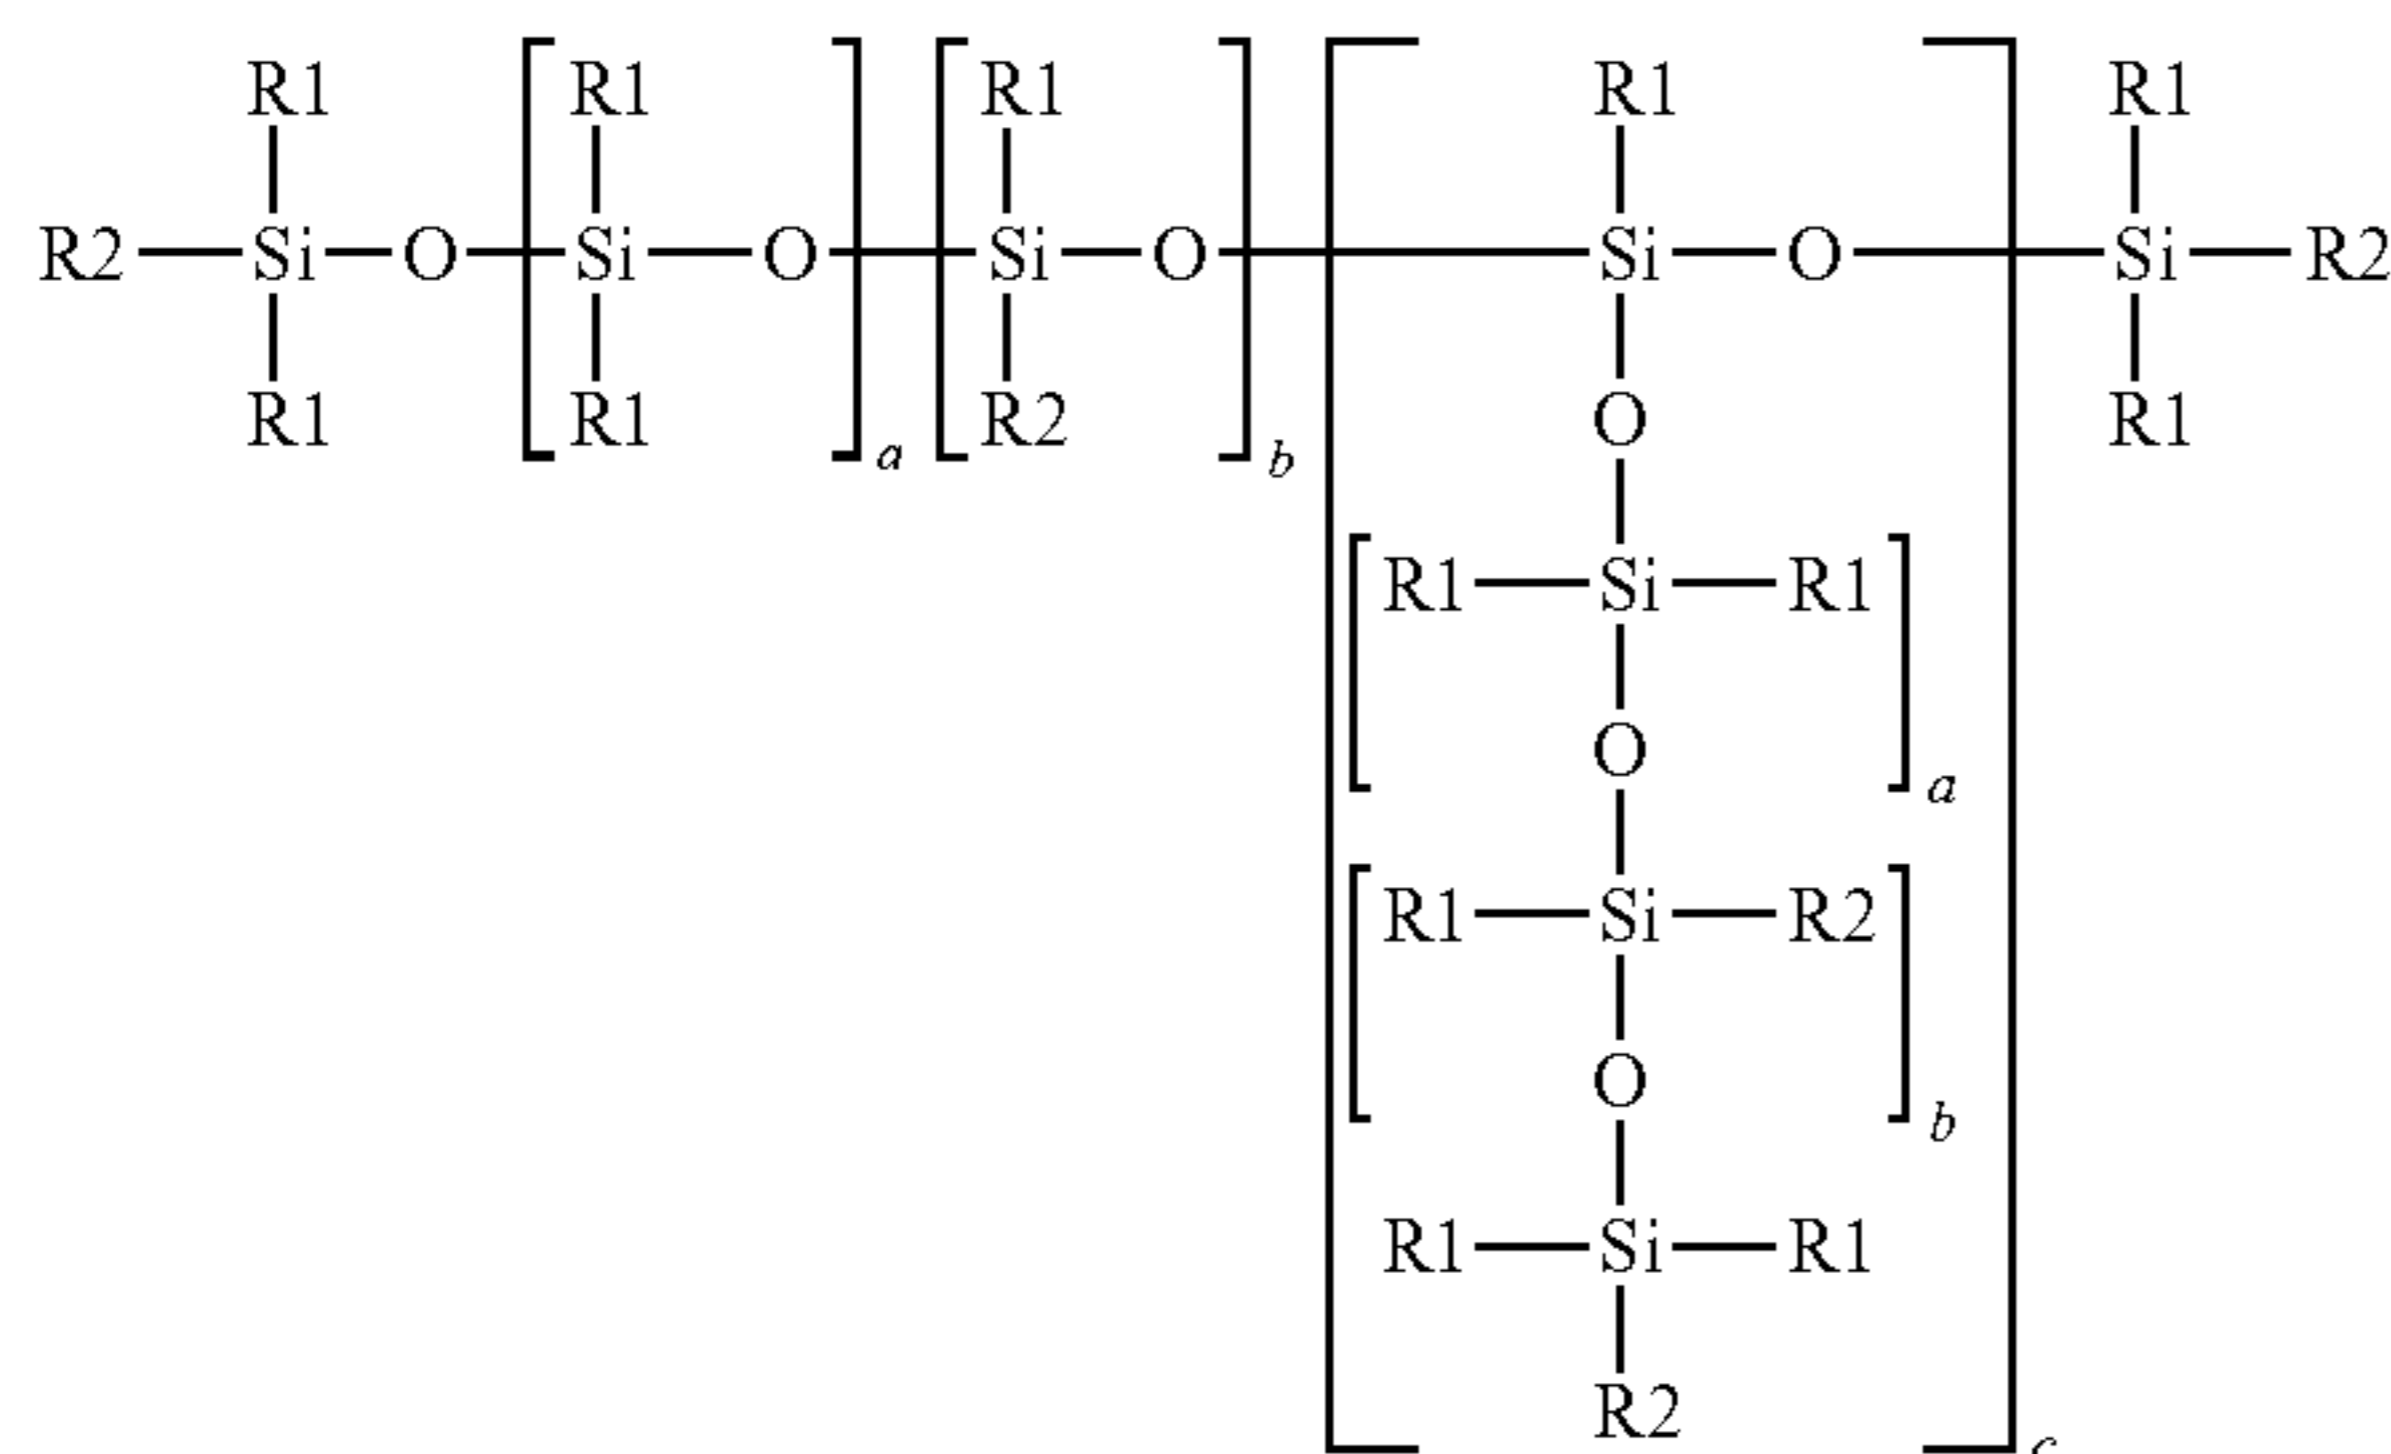 R1 R1 R1 R1 R1
R2 Si O Si O Si O Si O Si R2
R1 R1 R2 O R1
a b
R1 Si R1
O
a
R1 Si R2
O
b
R1 Si R1
R2
c